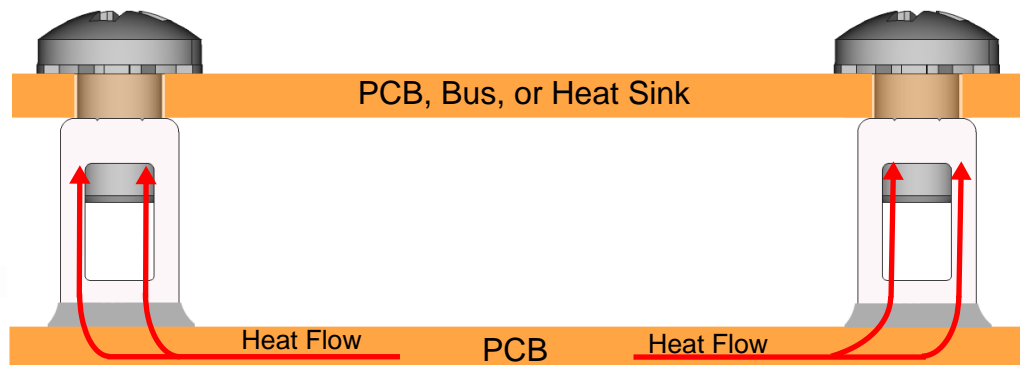 PCB, Bus, or Heat Sink
Heat Flow
PCB
Heat Flow